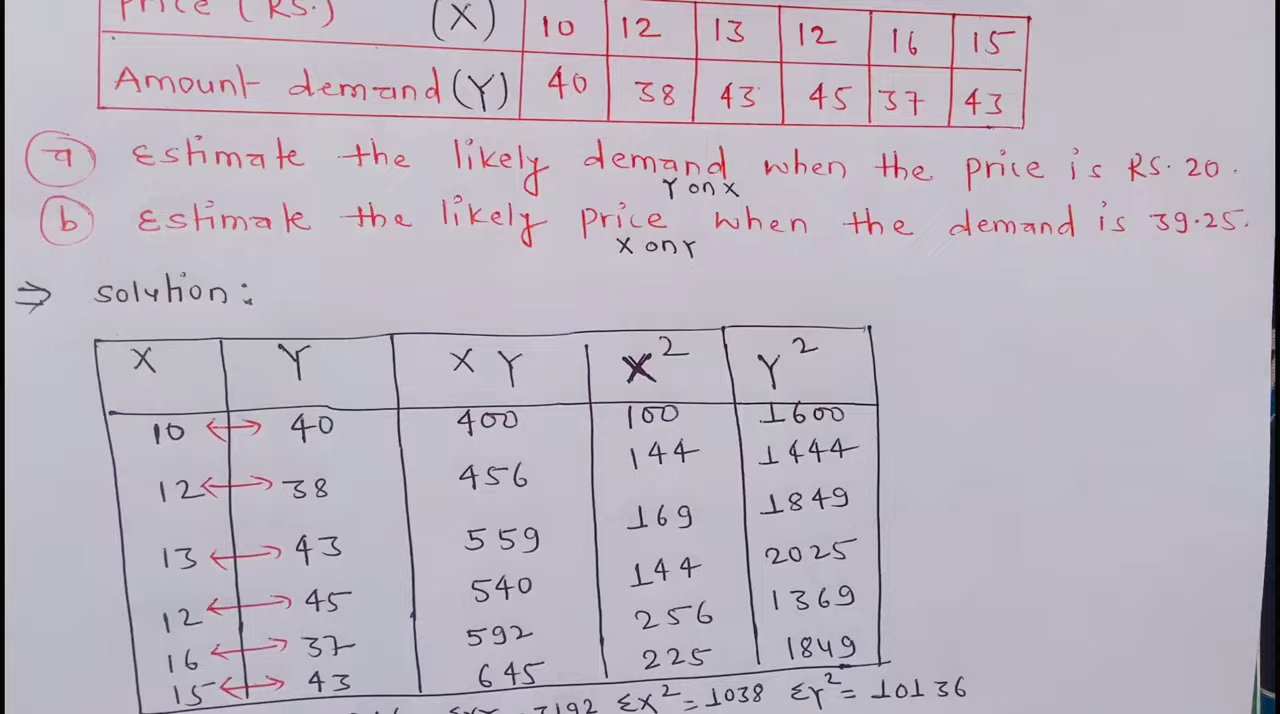 Price (RS.) (X) 10 12 13 12 16 15
Amount demand (Y) 40 38 43 45 37 43
a Estimate the likely demand when the price is RS. 20.
Y on X
b Estimate the likely price when the demand is 39.25.
X on Y
⇒ solution:
X Y XY X² Y²
10 ↔ 40 400 100 1600
12 ↔ 38 456 144 1444
13 ↔ 43 559 169 1849
12 ↔ 45 540 144 2025
16 ↔ 37 592 256 1369
15 ↔ 43 645 225 1849
3192 ΣX² = 1038 ΣY² = 10136